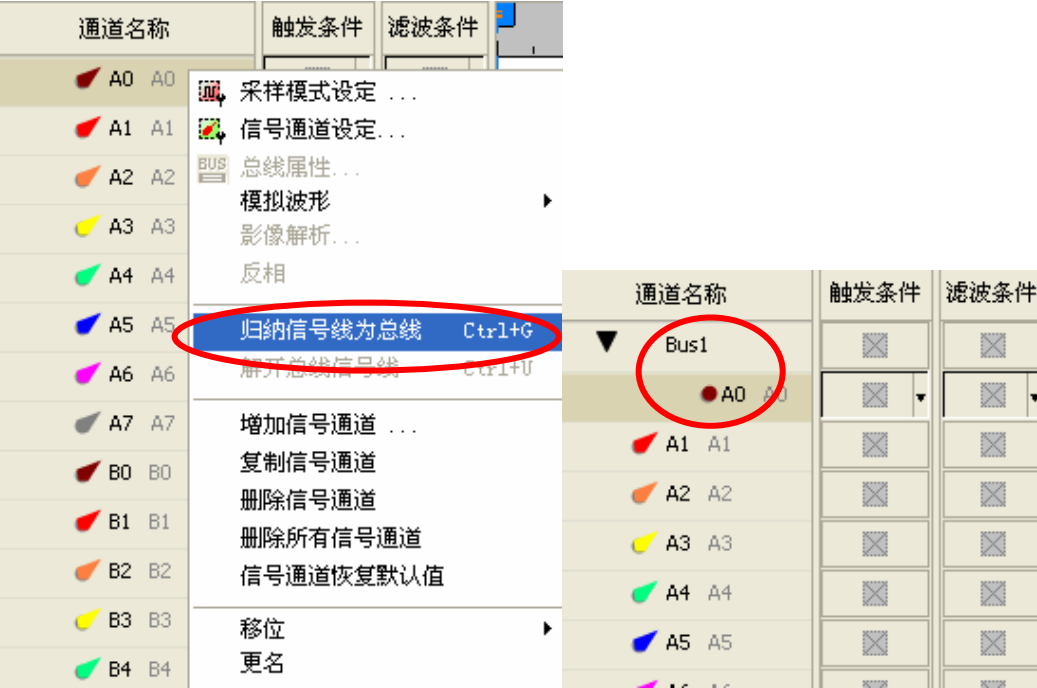 通道名称 触发条件 滤波条件
A0 A0
A1 A1
A2 A2
A3 A3
A4 A4
A5 A5
A6 A6
A7 A7
B0 B0
B1 B1
B2 B2
B3 B3
B4 B4
采样模式设定 ...
信号通道设定...
BUS 总线属性...
模拟波形
影像解析...
反相
归纳信号线为总线 Ctrl+G
解开总线信号线 Ctrl+U
增加信号通道 ...
复制信号通道
删除信号通道
删除所有信号通道
信号通道恢复默认值
移位
更名
通道名称 触发条件 滤波条件
Bus1
A0 A0
A1 A1
A2 A2
A3 A3
A4 A4
A5 A5